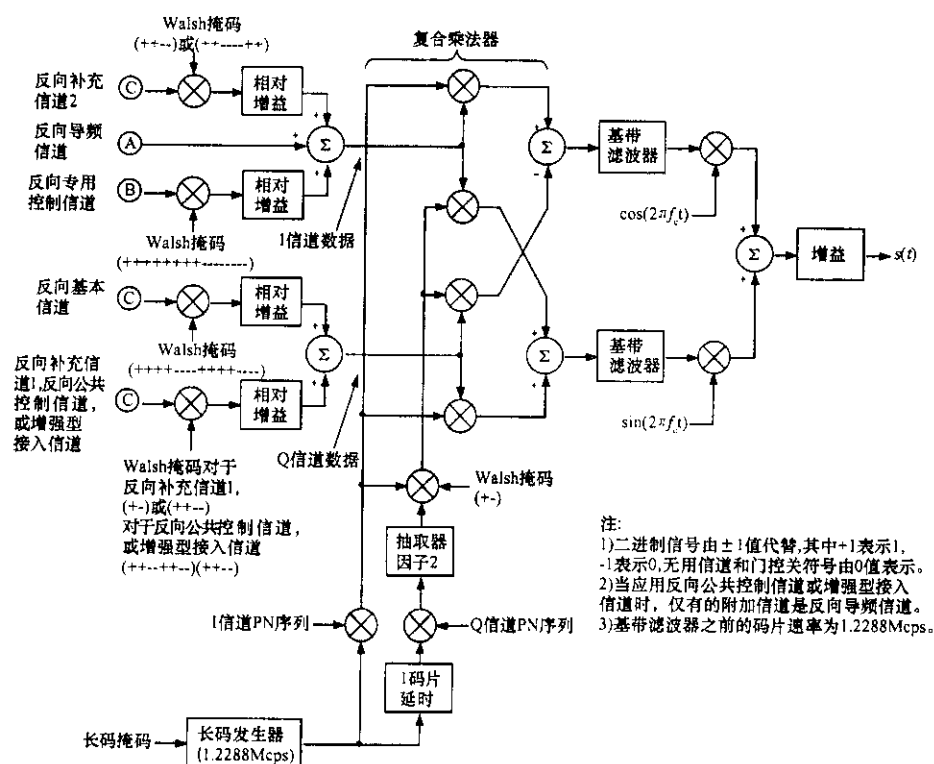 Walsh掩码
(++--)或(++----++)
反向补充
信道2
C
相对
增益
反向导频
信道
A
Σ
反向专用
控制信道
B
相对
增益
Walsh掩码
(++++++++--------)
I信道数据
反向基本
信道
C
相对
增益
Walsh掩码
(++++----++++----)
Σ
反向补充信
道1,反向公共
控制信道，
或增强型
接入信道
C
相对
增益
Q信道数据
Walsh掩码对于
反向补充信道1,
(+-)或(++--)
对于反向公共控制信道，
或增强型接入信道
(++--++--)(++--)
复合乘法器
Σ
基带
滤波器
cos(2πfct)
Σ
增益
s(t)
Σ
基带
滤波器
sin(2πfct)
Walsh掩码
(+-)
抽取器
因子2
I信道PN序列
Q信道PN序列
1码片
延时
长码掩码
长码发生器
(1.2288Mcps)
注:
1)二进制信号由±1值代替,其中+1表示1,
-1表示0,无用信道和门控关符号由0值表示。
2)当应用反向公共控制信道或增强型接入
信道时，仅有的附加信道是反向导频信道。
3)基带滤波器之前的码片速率为1.2288Mcps。